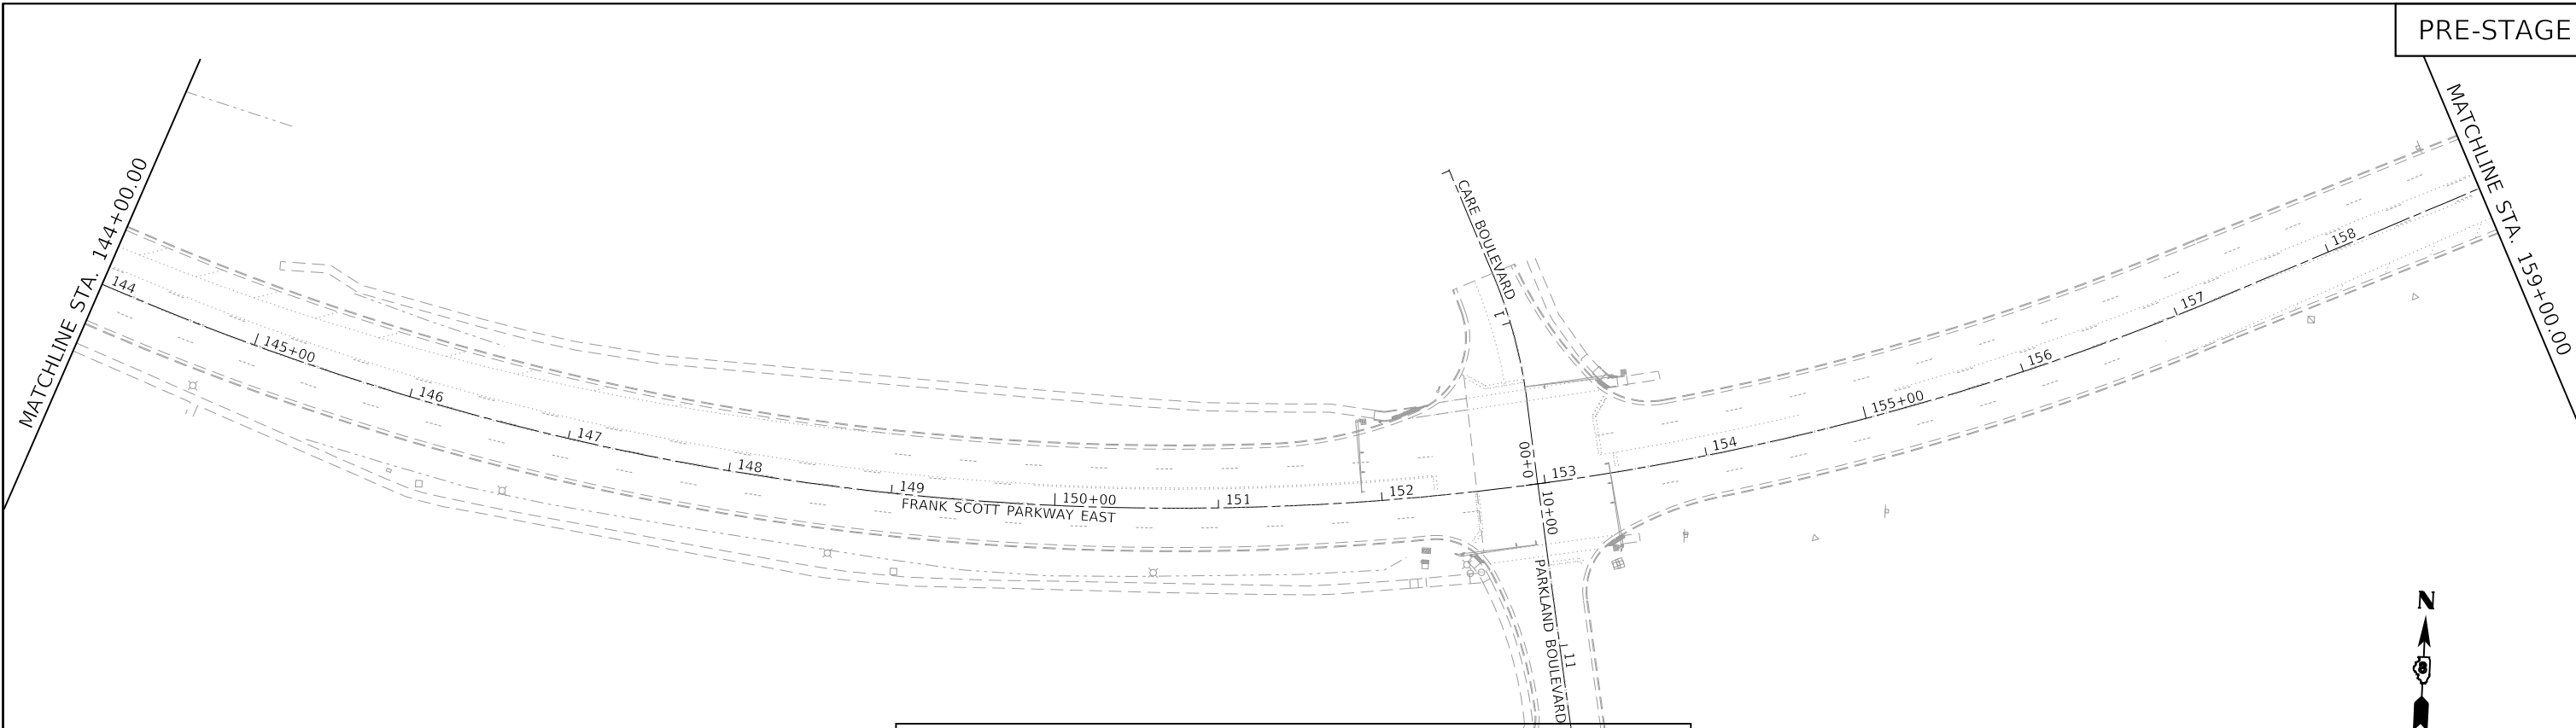 PRE-STAGE
MATCHLINE STA. 144+00.00
MATCHLINE STA. 159+00.00
CARE BOULEVARD
144
145+00
146
147
148
149
150+00
151
152
153
154
155+00
156
157
158
FRANK SCOTT PARKWAY EAST
0+00
10+00
11
PARKLAND BOULEVARD
N
8